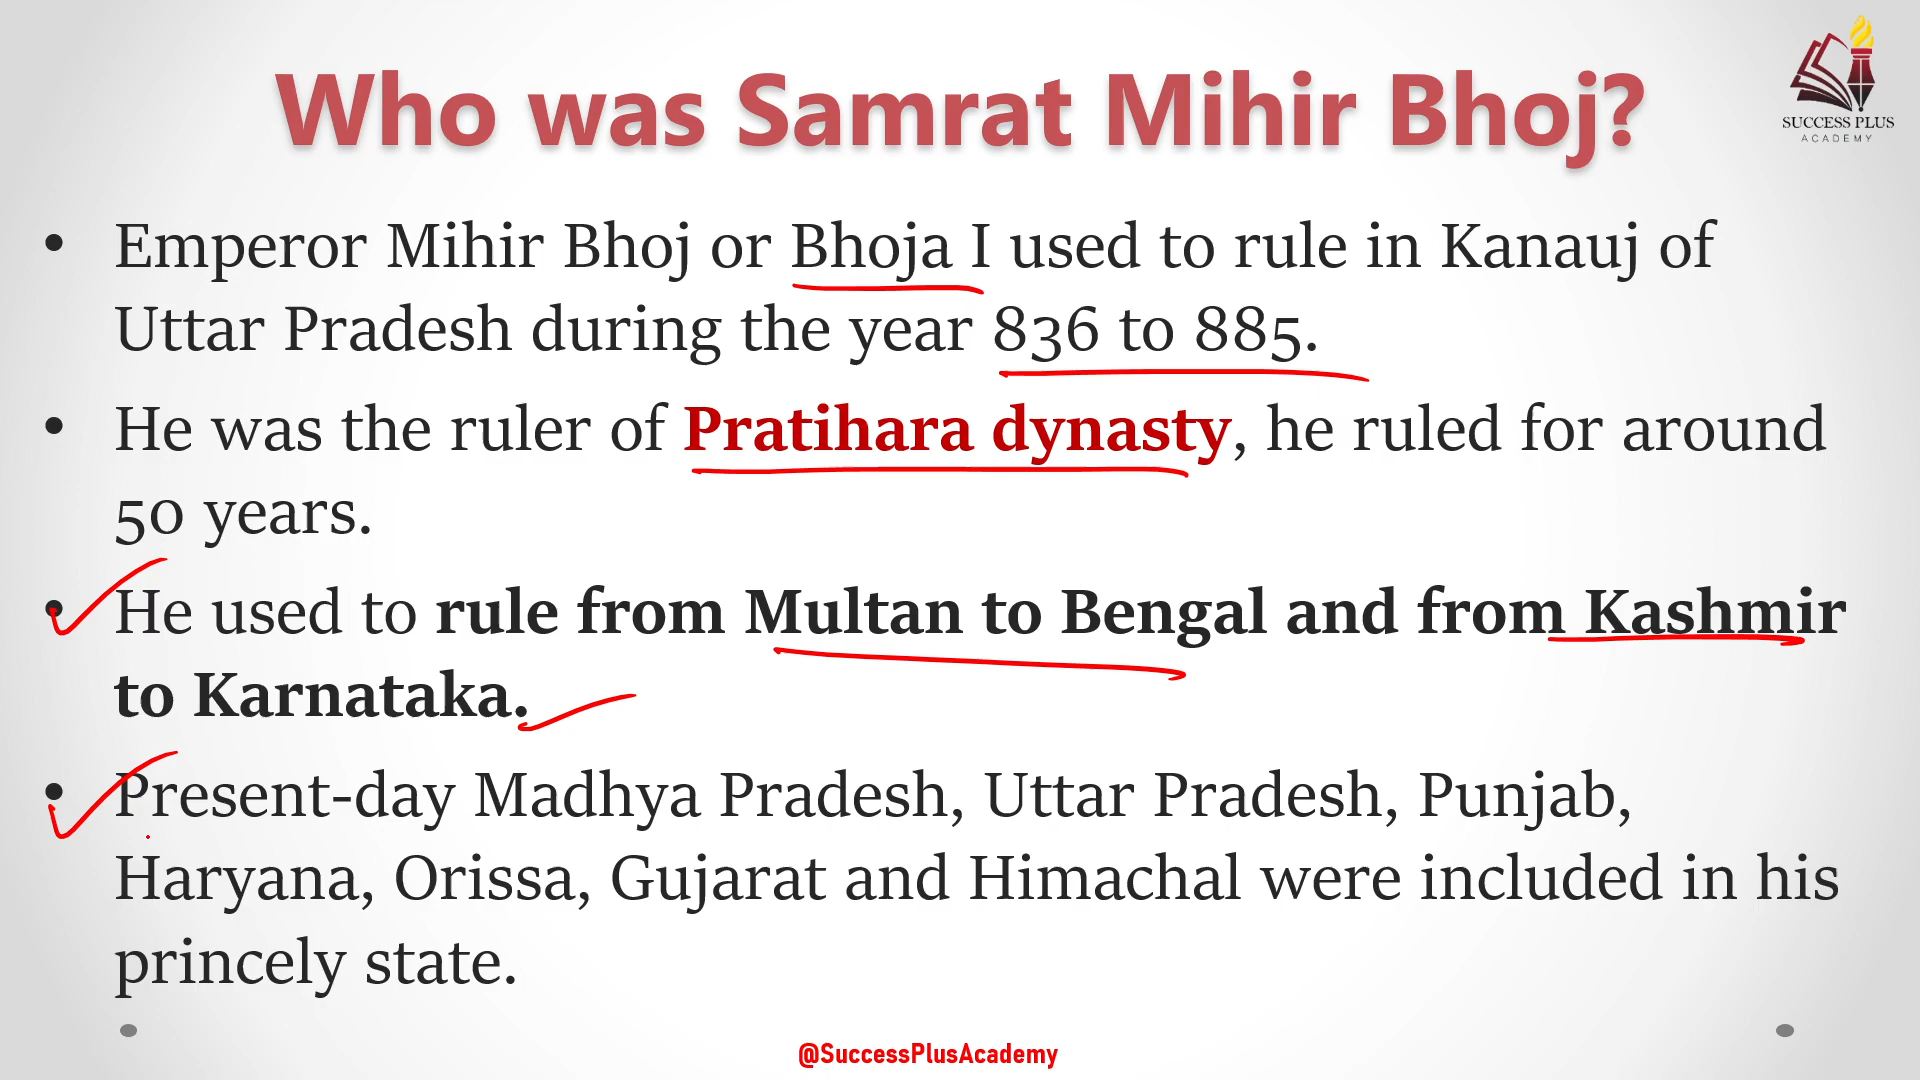 Who was Samrat Mihir Bhoj?
SUCCESS PLUS
ACADEMY
• Emperor Mihir Bhoj or Bhoja I used to rule in Kanauj of
Uttar Pradesh during the year 836 to 885.
• He was the ruler of Pratihara dynasty, he ruled for around
50 years.
• He used to rule from Multan to Bengal and from Kashmir
to Karnataka.
• Present-day Madhya Pradesh, Uttar Pradesh, Punjab,
Haryana, Orissa, Gujarat and Himachal were included in his
princely state.
@SuccessPlusAcademy